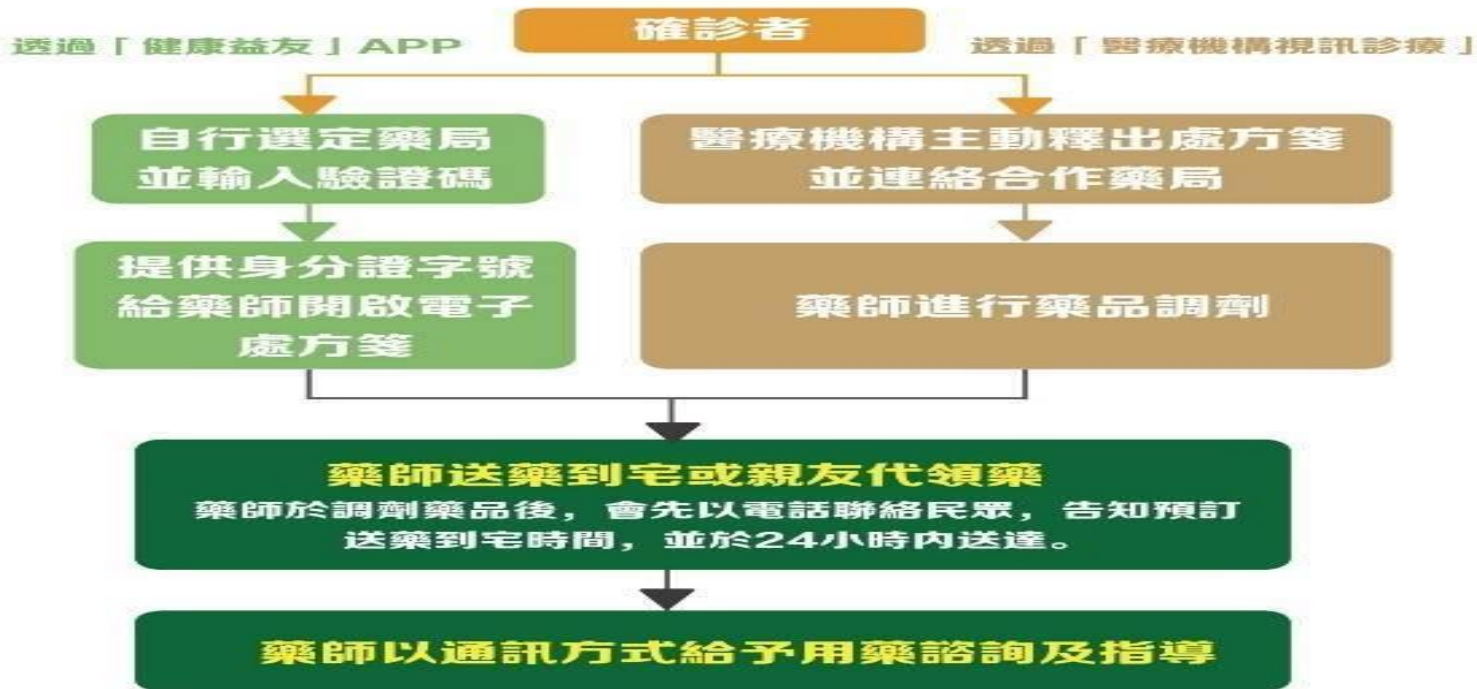 確診者
透過「健康益友」APP
透過「醫療機構視訊診療」
自行選定藥局
並輸入驗證碼
醫療機構主動釋出處方箋
並連絡合作藥局
提供身分證字號
給藥師開啟電子
處方箋
藥師進行藥品調劑
藥師送藥到宅或親友代領藥
藥師於調劑藥品後，會先以電話聯絡民眾，告知預訂
送藥到宅時間，並於24小時內送達。
藥師以通訊方式給予用藥諮詢及指導